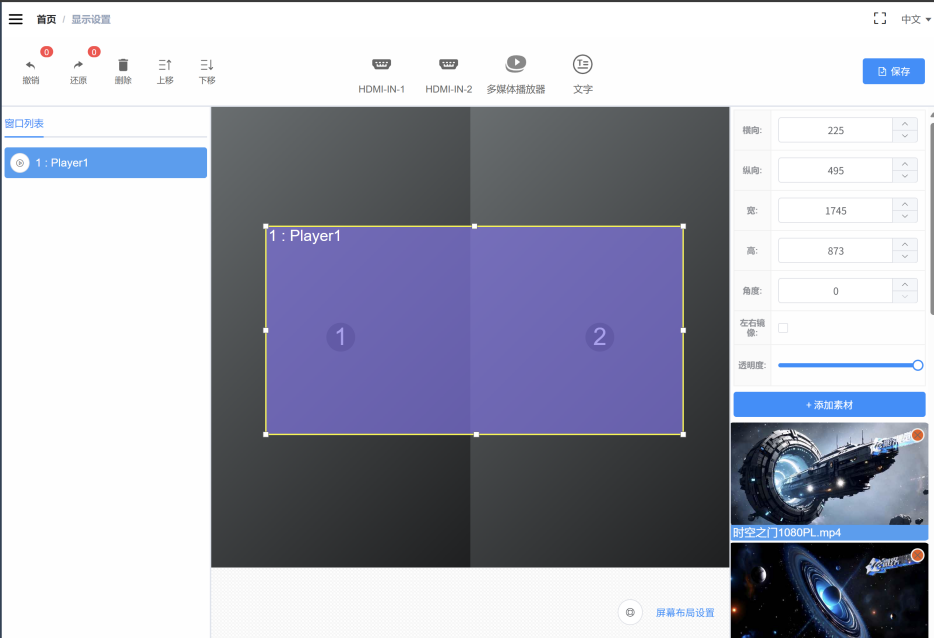 首页 / 显示设置
中文
0
0
撤销
还原
删除
上移
下移
HDMI-IN-1
HDMI-IN-2
多媒体播放器
文字
保存
窗口列表
1 : Player1
1 : Player1
1
2
屏幕布局设置
横向:
225
纵向:
495
宽:
1745
高:
873
角度:
0
左右镜
像:
透明度:
+ 添加素材
时空之门1080PL.mp4